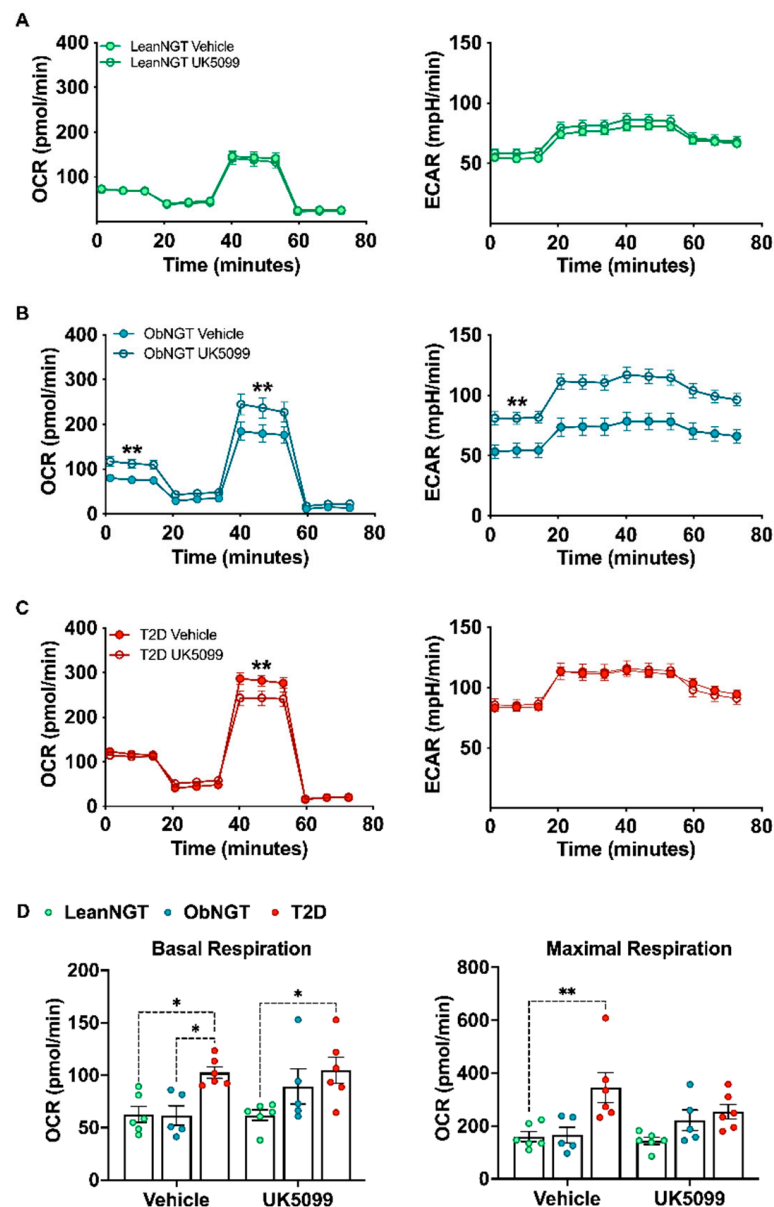 A
OCR (pmol/min)
400
300
200
100
0 20 40 60 80
Time (minutes)
LeanNGT Vehicle
LeanNGT UK5099
ECAR (mpH/min)
150
100
50
0 20 40 60 80
Time (minutes)
B
OCR (pmol/min)
400
300
200
100
0
0 20 40 60 80
Time (minutes)
ObNGT Vehicle
ObNGT UK5099
**
**
ECAR (mpH/min)
150
100
50
0 20 40 60 80
Time (minutes)
**
C
OCR (pmol/min)
400
300
200
100
0
0 20 40 60 80
Time (minutes)
T2D Vehicle
T2D UK5099
**
ECAR (mpH/min)
150
100
50
0 20 40 60 80
Time (minutes)
D LeanNGT ObNGT T2D
Basal Respiration
OCR (pmol/min)
200
150
100
50
0
*
*
*
Vehicle UK5099
Maximal Respiration
OCR (pmol/min)
800
600
400
200
0
**
Vehicle UK5099